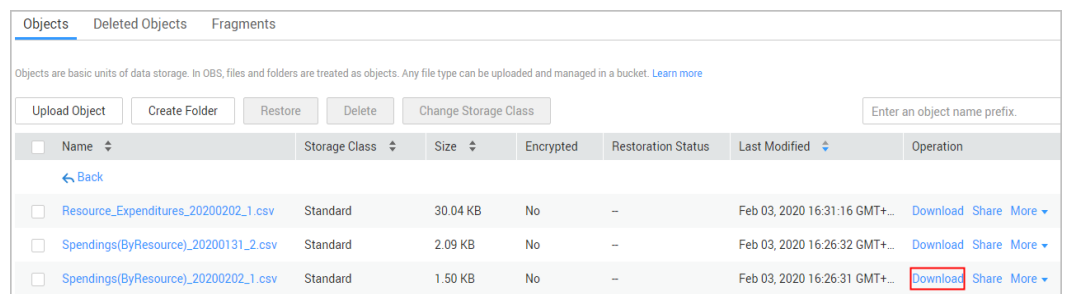 Objects Deleted Objects Fragments
Objects are basic units of data storage. In OBS, files and folders are treated as objects. Any file type can be uploaded and managed in a bucket. Learn more
Upload Object Create Folder Restore Delete Change Storage Class Enter an object name prefix.
Name Storage Class Size Encrypted Restoration Status Last Modified Operation
Back
Resource_Expenditures_20200202_1.csv Standard 30.04 KB No -- Feb 03, 2020 16:31:16 GMT+... Download Share More
Spendings(ByResource)_20200131_2.csv Standard 2.09 KB No -- Feb 03, 2020 16:26:32 GMT+... Download Share More
Spendings(ByResource)_20200202_1.csv Standard 1.50 KB No -- Feb 03, 2020 16:26:31 GMT+... Download Share More